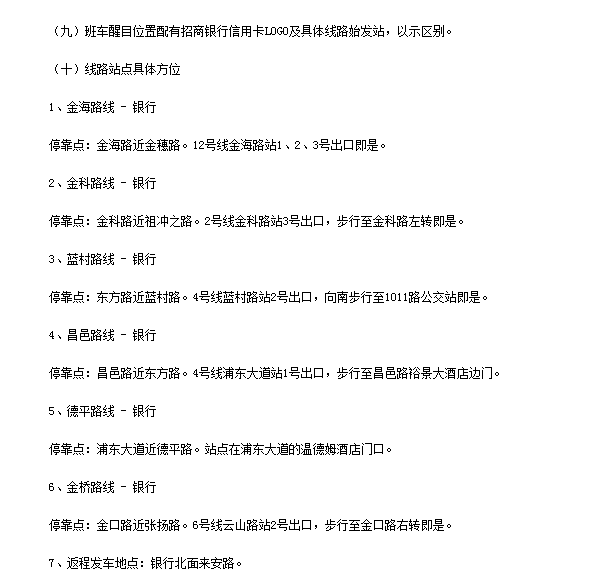 （九）班车醒目位置配有招商银行信用卡LOGO及具体线路始发站，以示区别。
（十）线路站点具体方位
1、金海路线 - 银行
停靠点：金海路近金穗路。12号线金海路站1、2、3号出口即是。
2、金科路线 - 银行
停靠点：金科路近祖冲之路。2号线金科路站3号出口，步行至金科路左转即是。
3、蓝村路线 - 银行
停靠点：东方路近蓝村路。4号线蓝村路站2号出口，向南步行至1011路公交站即是。
4、昌邑路线 - 银行
停靠点：昌邑路近东方路。4号线浦东大道站1号出口，步行至昌邑路裕景大酒店边门。
5、德平路线 - 银行
停靠点：浦东大道近德平路。站点在浦东大道的温德姆酒店门口。
6、金桥路线 - 银行
停靠点：金口路近张扬路。6号线云山路站2号出口，步行至金口路右转即是。
7、返程发车地点：银行北面来安路。